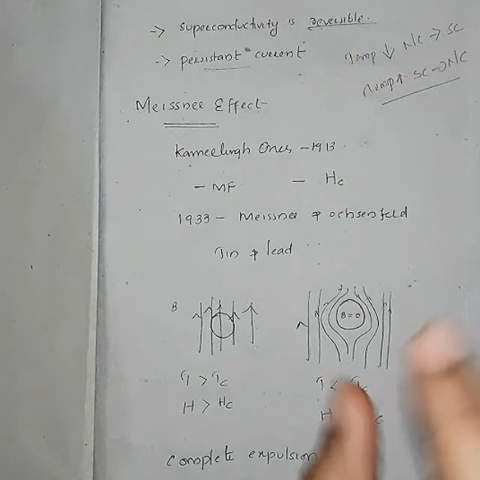 → superconductivity is reversible.
→ persistant current
Temp ↓ NC → SC
Temp ↑ SC → NC
Meissner Effect-
Kamerlingh Ones - 1913
- MF - Hc
1933 - Meissner & ochsenfeld
Tin & lead
B
B = 0
T > Tc
H > Hc
T <
H
Complete expulsion